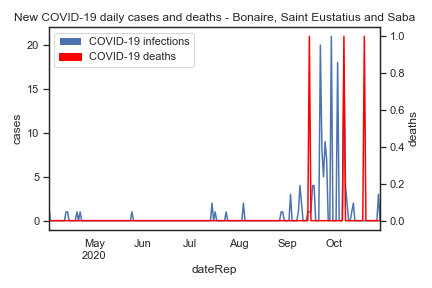 New COVID-19 daily cases and deaths - Bonaire, Saint Eustatius and Saba
COVID-19 infections
COVID-19 deaths
20
15
10
5
0
cases
1.0
0.8
0.6
0.4
0.2
0.0
deaths
May Jun Jul Aug Sep Oct
2020
dateRep